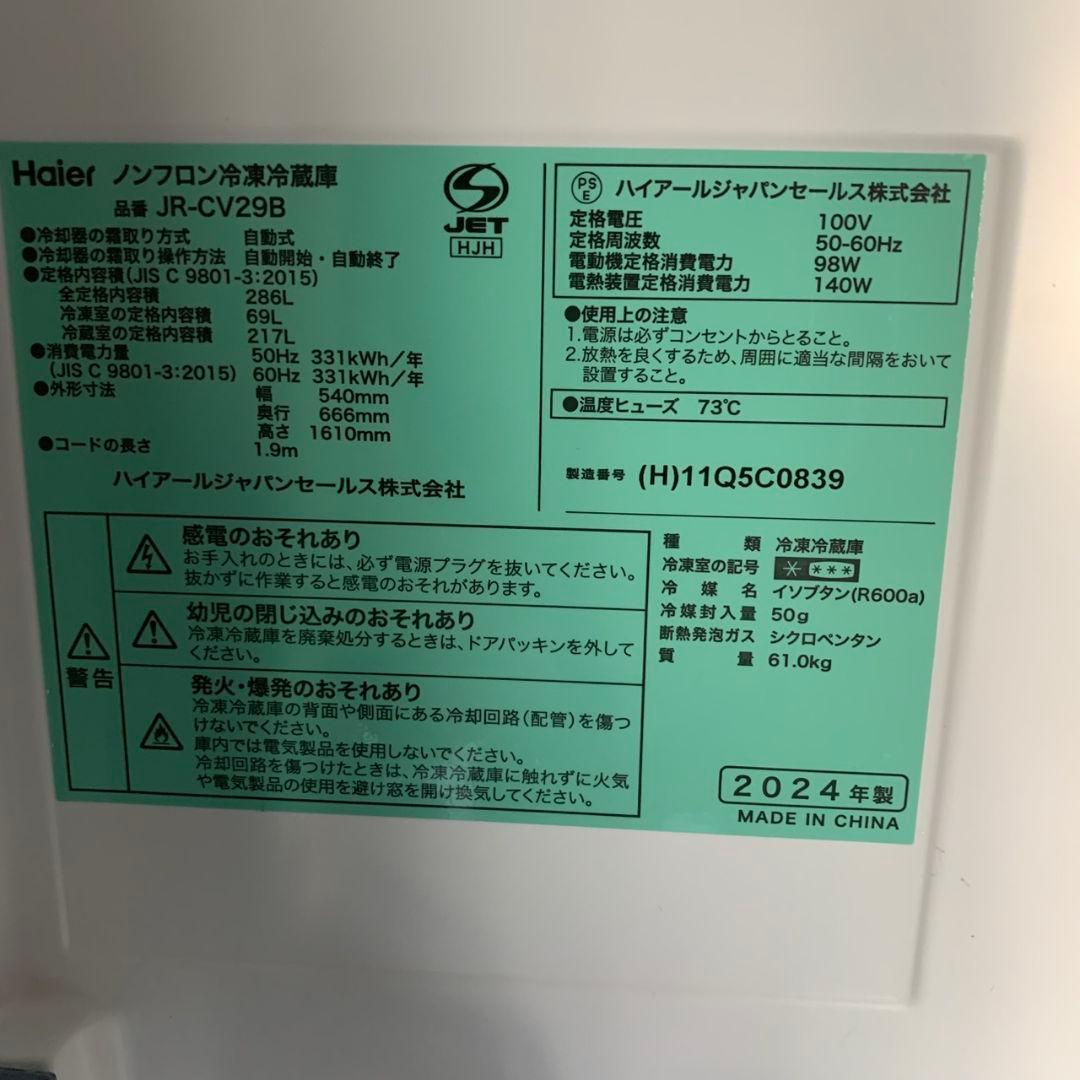 Haier ノンフロン冷凍冷蔵庫
品番 JR-CV29B
JET
HJH
●冷却器の霜取り方式 自動式
●冷却器の霜取り操作方法 自動開始・自動終了
●定格内容積(JIS C 9801-3:2015)
全定格内容積 286L
冷凍室の定格内容積 69L
冷蔵室の定格内容積 217L
●消費電力量 50Hz 331kWh/年
(JIS C 9801-3:2015) 60Hz 331kWh/年
●外形寸法 幅 540mm
奥行 666mm
高さ 1610mm
●コードの長さ 1.9m
ハイアールジャパンセールス株式会社
PSE ハイアールジャパンセールス株式会社
定格電圧 100V
定格周波数 50-60Hz
電動機定格消費電力 98W
電熱装置定格消費電力 140W
●使用上の注意
1.電源は必ずコンセントからとること。
2.放熱を良くするため、周囲に適当な間隔をおいて
設置すること。
●温度ヒューズ 73℃
製造番号 (H)11Q5C0839
警告
感電のおそれあり
お手入れのときには、必ず電源プラグを抜いてください。
抜かずに作業すると感電のおそれがあります。
幼児の閉じ込みのおそれあり
冷凍冷蔵庫を廃棄処分するときは、ドアパッキンを外して
ください。
発火・爆発のおそれあり
冷凍冷蔵庫の背面や側面にある冷却回路(配管)を傷つ
けないでください。
庫内では電気製品を使用しないでください。
冷却回路を傷つけたときは、冷凍冷蔵庫に触れずに火気
や電気製品の使用を避け窓を開け換気してください。
種類 冷凍冷蔵庫
冷凍室の記号 * ***
冷媒名 イソブタン(R600a)
冷媒封入量 50g
断熱発泡ガス シクロペンタン
質量 61.0kg
2024年製
MADE IN CHINA